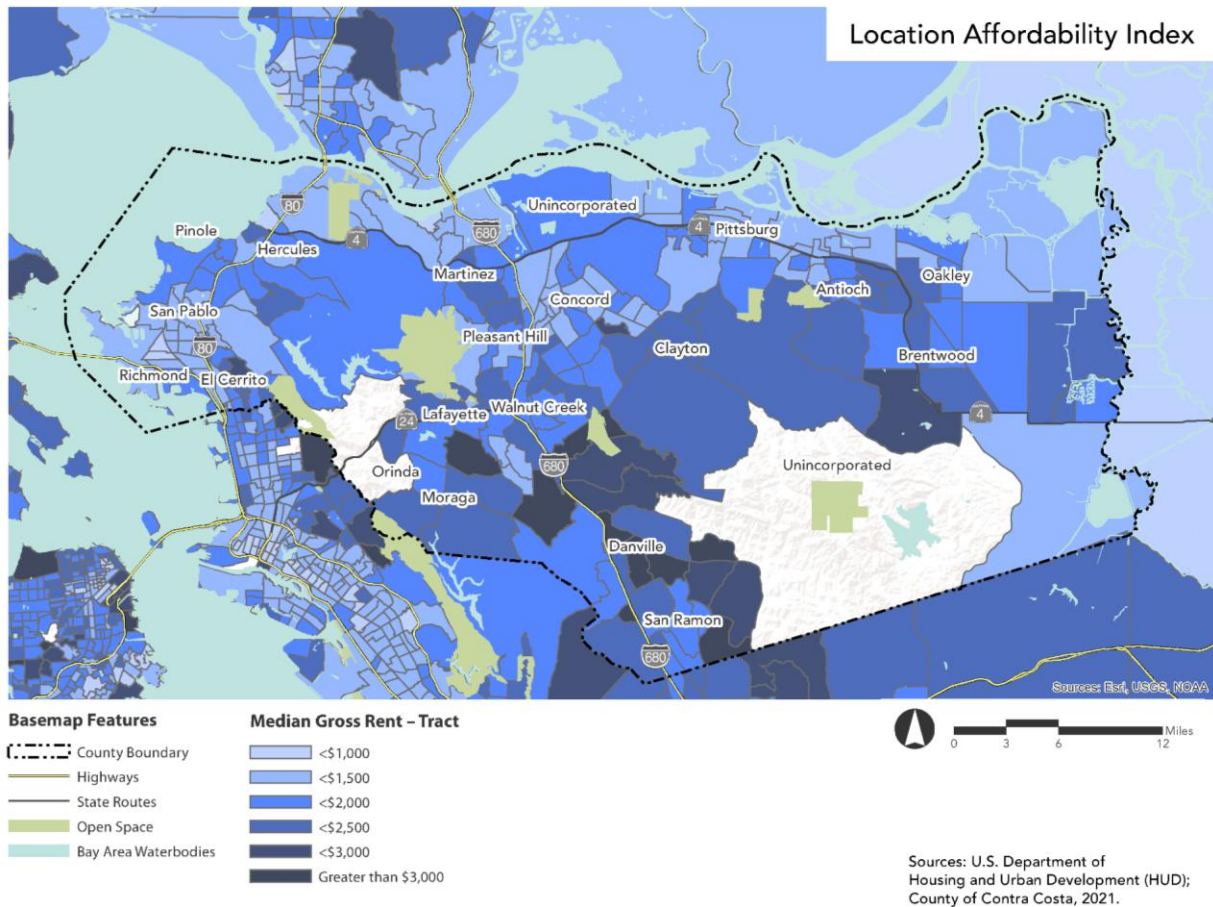 Location Affordability Index
80
Unincorporated
Pinole
680
4
Pittsburg
Hercules
4
Martinez
Oakley
Antioch
San Pablo
Concord
80
Pleasant Hill
Clayton
Brentwood
Richmond
El Cerrito
Lafayette
Walnut Creek
24
4
680
Orinda
Unincorporated
Moraga
Danville
San Ramon
680
Sources: Esri, USGS, NOAA
Basemap Features
County Boundary
Highways
State Routes
Open Space
Bay Area Waterbodies
Median Gross Rent – Tract
<$1,000
<$1,500
<$2,000
<$2,500
<$3,000
Greater than $3,000
Miles
0 3 6 12
Sources: U.S. Department of
Housing and Urban Development (HUD);
County of Contra Costa, 2021.